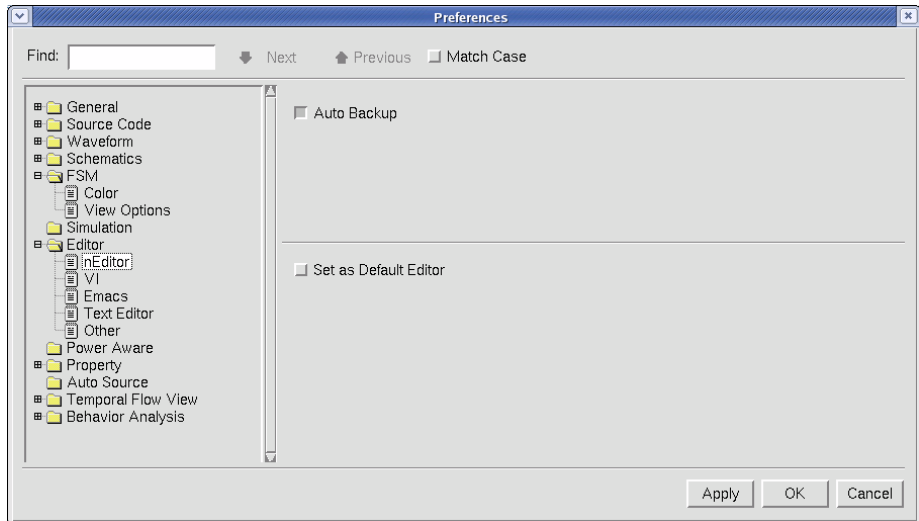 Preferences
Find: Next Previous Match Case
General
Source Code
Waveform
Schematics
FSM
Color
View Options
Simulation
Editor
nEditor
VI
Emacs
Text Editor
Other
Power Aware
Property
Auto Source
Temporal Flow View
Behavior Analysis
Auto Backup
Set as Default Editor
Apply OK Cancel